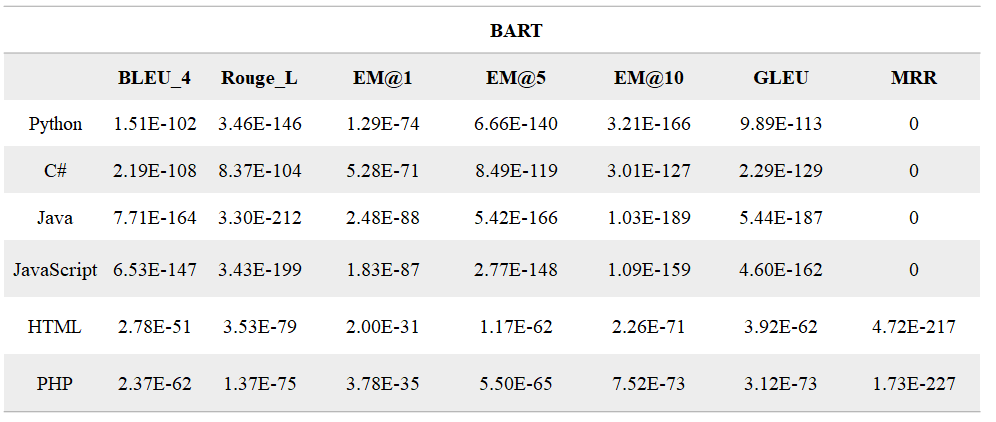 BART
BLEU_4 Rouge_L EM@1 EM@5 EM@10 GLEU MRR
Python 1.51E-102 3.46E-146 1.29E-74 6.66E-140 3.21E-166 9.89E-113 0
C# 2.19E-108 8.37E-104 5.28E-71 8.49E-119 3.01E-127 2.29E-129 0
Java 7.71E-164 3.30E-212 2.48E-88 5.42E-166 1.03E-189 5.44E-187 0
JavaScript 6.53E-147 3.43E-199 1.83E-87 2.77E-148 1.09E-159 4.60E-162 0
HTML 2.78E-51 3.53E-79 2.00E-31 1.17E-62 2.26E-71 3.92E-62 4.72E-217
PHP 2.37E-62 1.37E-75 3.78E-35 5.50E-65 7.52E-73 3.12E-73 1.73E-227